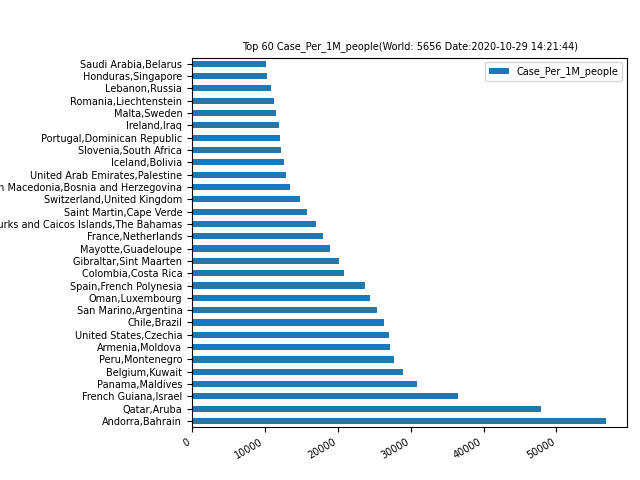 Top 60 Case_Per_1M_people(World: 5656 Date:2020-10-29 14:21:44)
Case_Per_1M_people
Saudi Arabia,Belarus
Honduras,Singapore
Lebanon,Russia
Romania,Liechtenstein
Malta,Sweden
Ireland,Iraq
Portugal,Dominican Republic
Slovenia,South Africa
Iceland,Bolivia
United Arab Emirates,Palestine
Macedonia,Bosnia and Herzegovina
Switzerland,United Kingdom
Saint Martin,Cape Verde
urks and Caicos Islands,The Bahamas
France,Netherlands
Mayotte,Guadeloupe
Gibraltar,Sint Maarten
Colombia,Costa Rica
Spain,French Polynesia
Oman,Luxembourg
San Marino,Argentina
Chile,Brazil
United States,Czechia
Armenia,Moldova
Peru,Montenegro
Belgium,Kuwait
Panama,Maldives
French Guiana,Israel
Qatar,Aruba
Andorra,Bahrain
0 10000 20000 30000 40000 50000